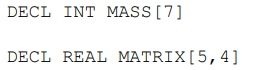 DECL INT MASS[7]
DECL REAL MATRIX[5,4]